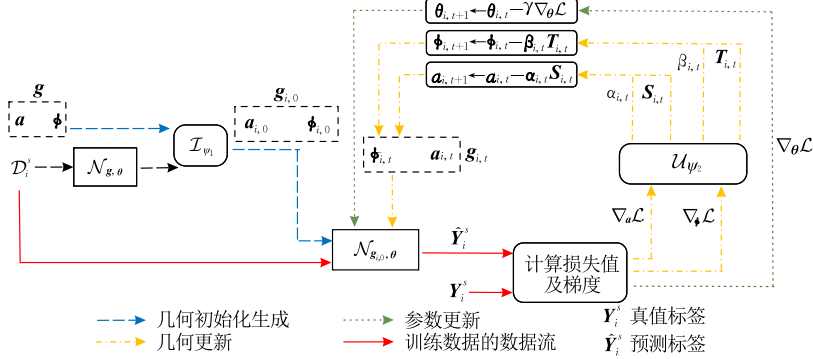 θ_{i, t+1}←θ_{i, t}−γ∇_θℒ
ϕ_{i, t+1}←ϕ_{i, t}−β_{i, t}T_{i, t}
a_{i, t+1}←a_{i, t}−α_{i, t}S_{i, t}
β_{i, t} T_{i, t}
α_{i, t} S_{i, t}
g
a ϕ
g_{i, 0}
a_{i, 0} ϕ_{i, 0}
𝒟_i^s
𝒩_{g, θ}
ℐ_{ψ_1}
ϕ_{i, t} a_{i, t} g_{i, t}
𝒰_{ψ_2}
∇_θℒ
∇_aℒ ∇_ϕℒ
𝒩_{g_{i,0}, θ}
Ŷ_i^s
Y_i^s
计算损失值
及梯度
几何初始化生成 参数更新 Y_i^s 真值标签
几何更新 训练数据的数据流 Ŷ_i^s 预测标签